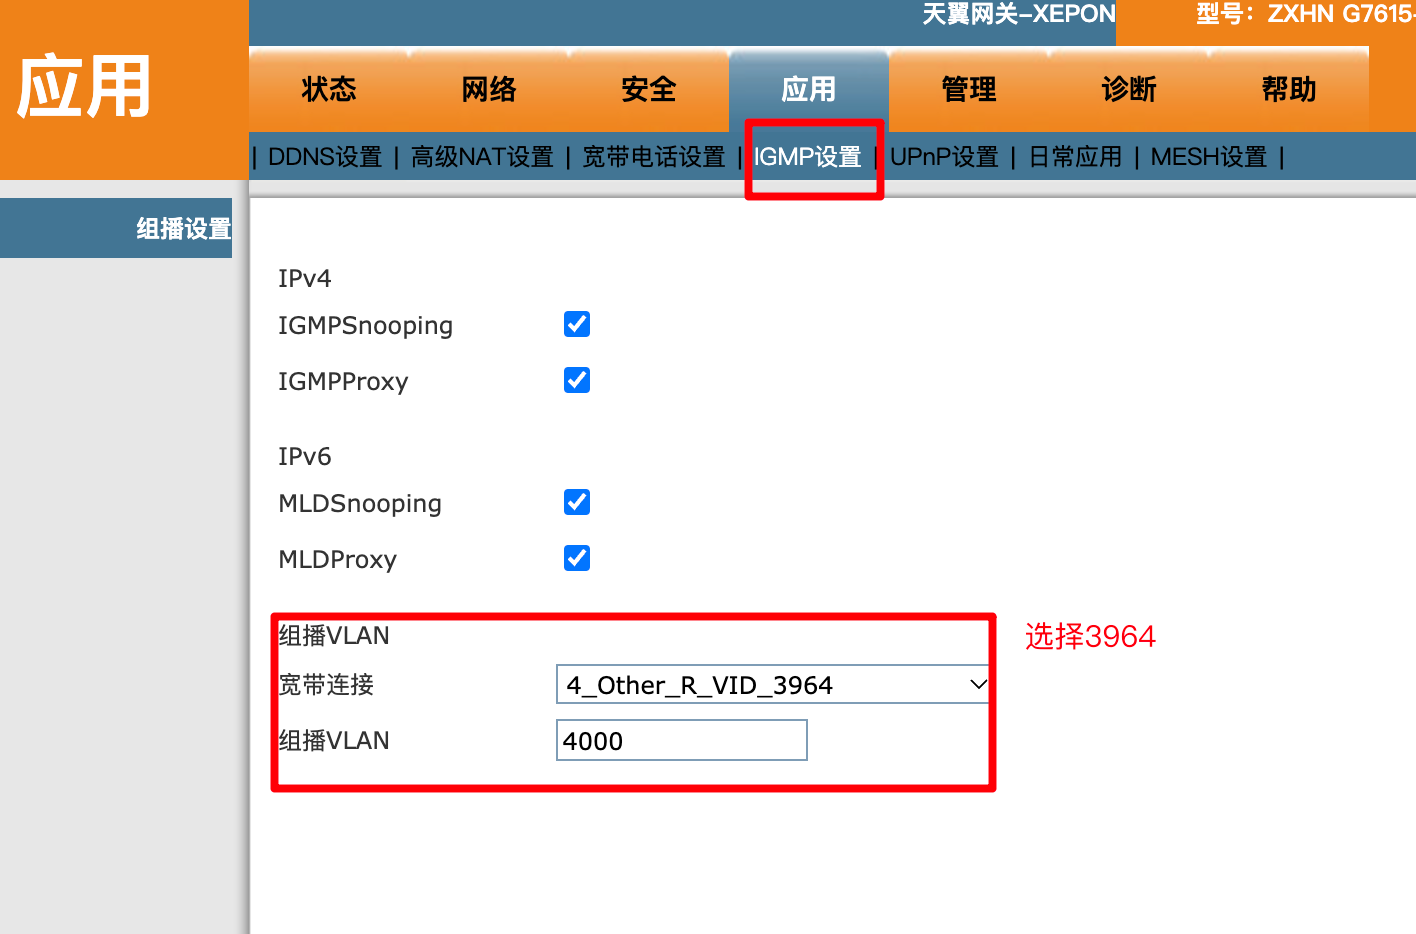 天翼网关-XEPON
型号：ZXHN G7615-
应用
状态 网络 安全 应用 管理 诊断 帮助
| DDNS设置 | 高级NAT设置 | 宽带电话设置 | IGMP设置 | UPnP设置 | 日常应用 | MESH设置 |
组播设置
IPv4
IGMPSnooping
IGMPProxy
IPv6
MLDSnooping
MLDProxy
组播VLAN
选择3964
宽带连接 4_Other_R_VID_3964
组播VLAN 4000